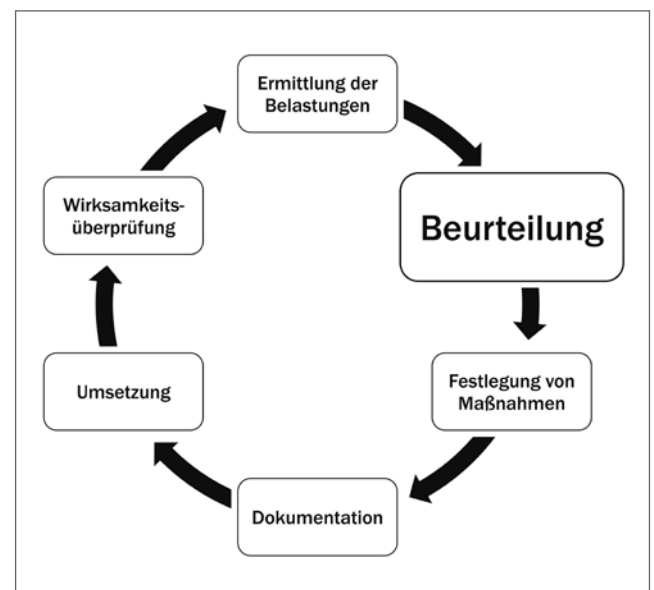 Ermittlung der
Belastungen
Beurteilung
Festlegung von
Maßnahmen
Dokumentation
Umsetzung
Wirksamkeits-
überprüfung